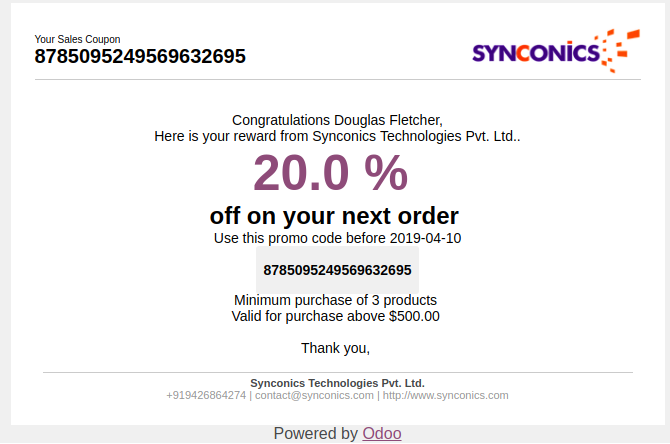 Your Sales Coupon
8785095249569632695
SYNCONICS
Congratulations Douglas Fletcher,
Here is your reward from Synconics Technologies Pvt. Ltd..
20.0 %
off on your next order
Use this promo code before 2019-04-10
8785095249569632695
Minimum purchase of 3 products
Valid for purchase above $500.00
Thank you,
Synconics Technologies Pvt. Ltd.
+919426864274 | contact@synconics.com | http://www.synconics.com
Powered by Odoo